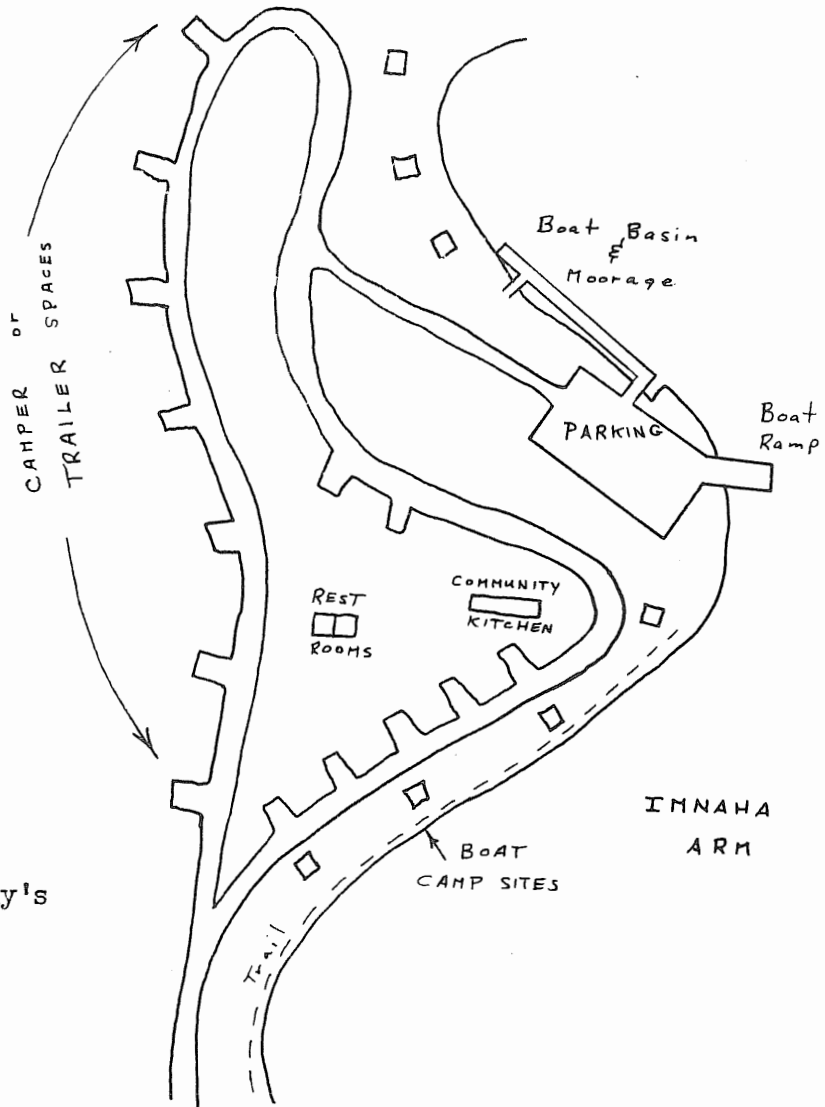 Boat Basin
&
Moorage
CAMPER or
TRAILER SPACES
PARKING
Boat
Ramp
COMMUNITY
KITCHEN
REST
ROOMS
IMNAHA
ARM
BOAT
CAMP SITES
y's
Trail